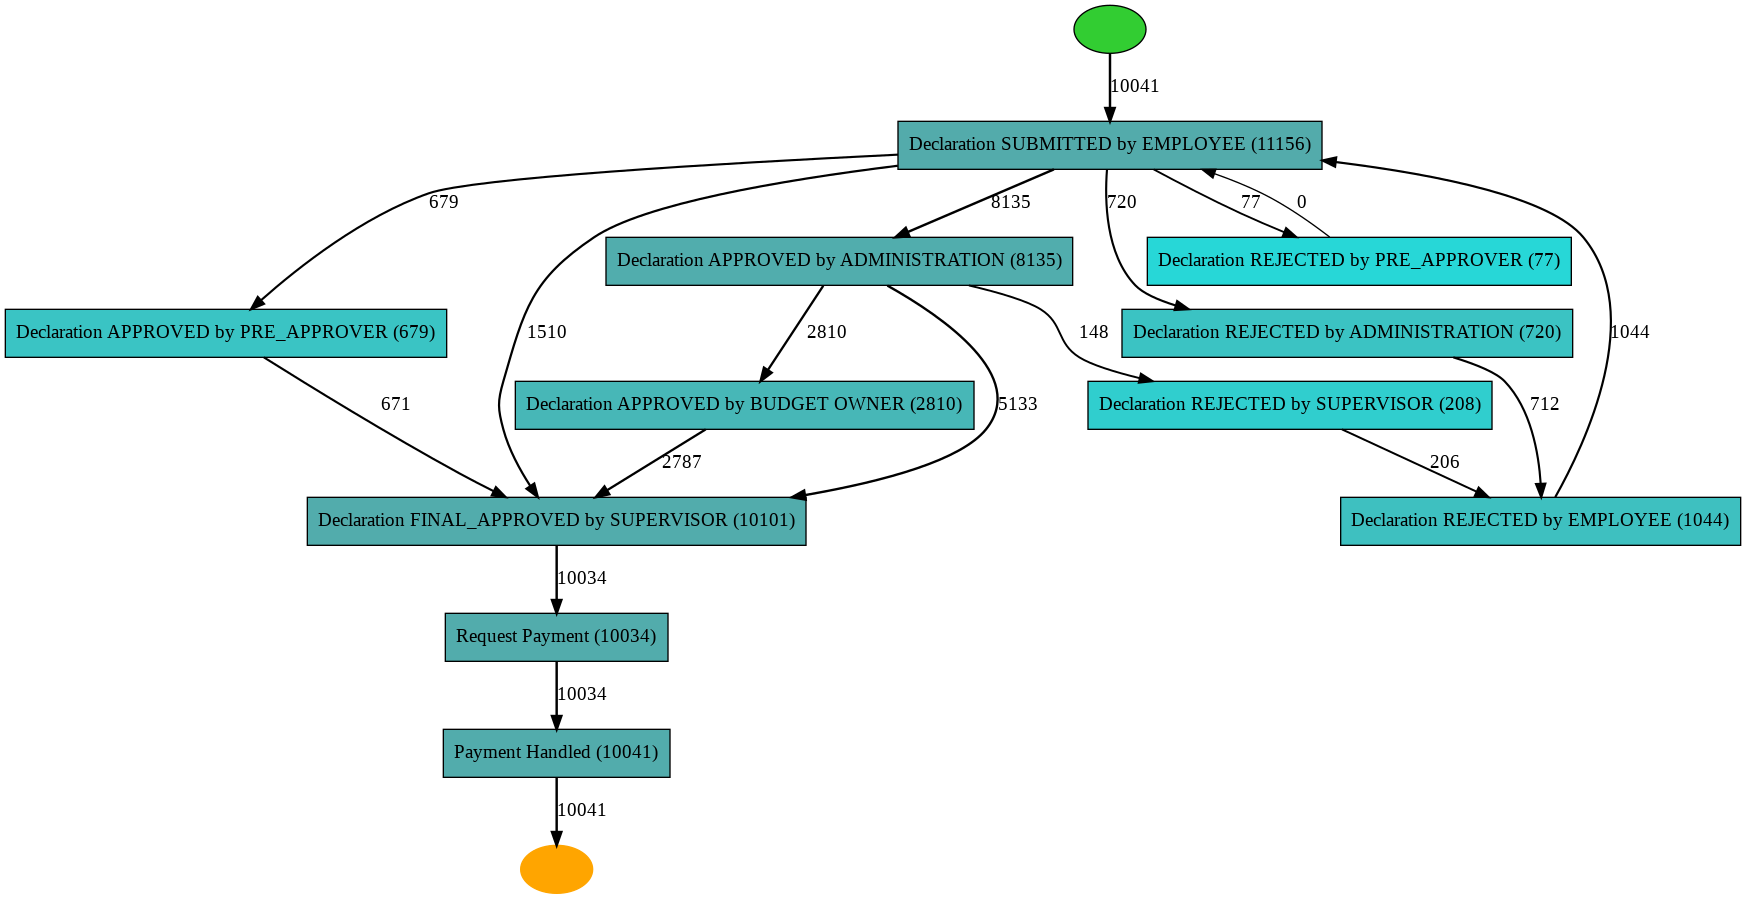 10041
Declaration SUBMITTED by EMPLOYEE (11156)
679
8135
720
77
0
Declaration APPROVED by ADMINISTRATION (8135)
Declaration REJECTED by PRE_APPROVER (77)
Declaration APPROVED by PRE_APPROVER (679)
1510
2810
148
Declaration REJECTED by ADMINISTRATION (720)
1044
671
Declaration APPROVED by BUDGET OWNER (2810)
5133
Declaration REJECTED by SUPERVISOR (208)
712
2787
206
Declaration FINAL_APPROVED by SUPERVISOR (10101)
Declaration REJECTED by EMPLOYEE (1044)
10034
Request Payment (10034)
10034
Payment Handled (10041)
10041